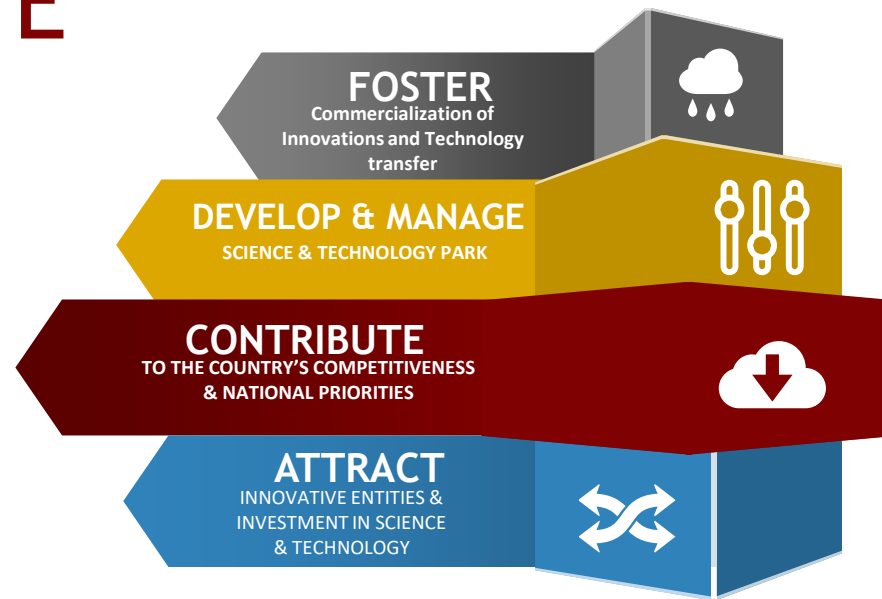 E
FOSTER
Commercialization of
Innovations and Technology
transfer
DEVELOP & MANAGE
SCIENCE & TECHNOLOGY PARK
CONTRIBUTE
TO THE COUNTRY'S COMPETITIVENESS
& NATIONAL PRIORITIES
ATTRACT
INNOVATIVE ENTITIES &
INVESTMENT IN SCIENCE
& TECHNOLOGY